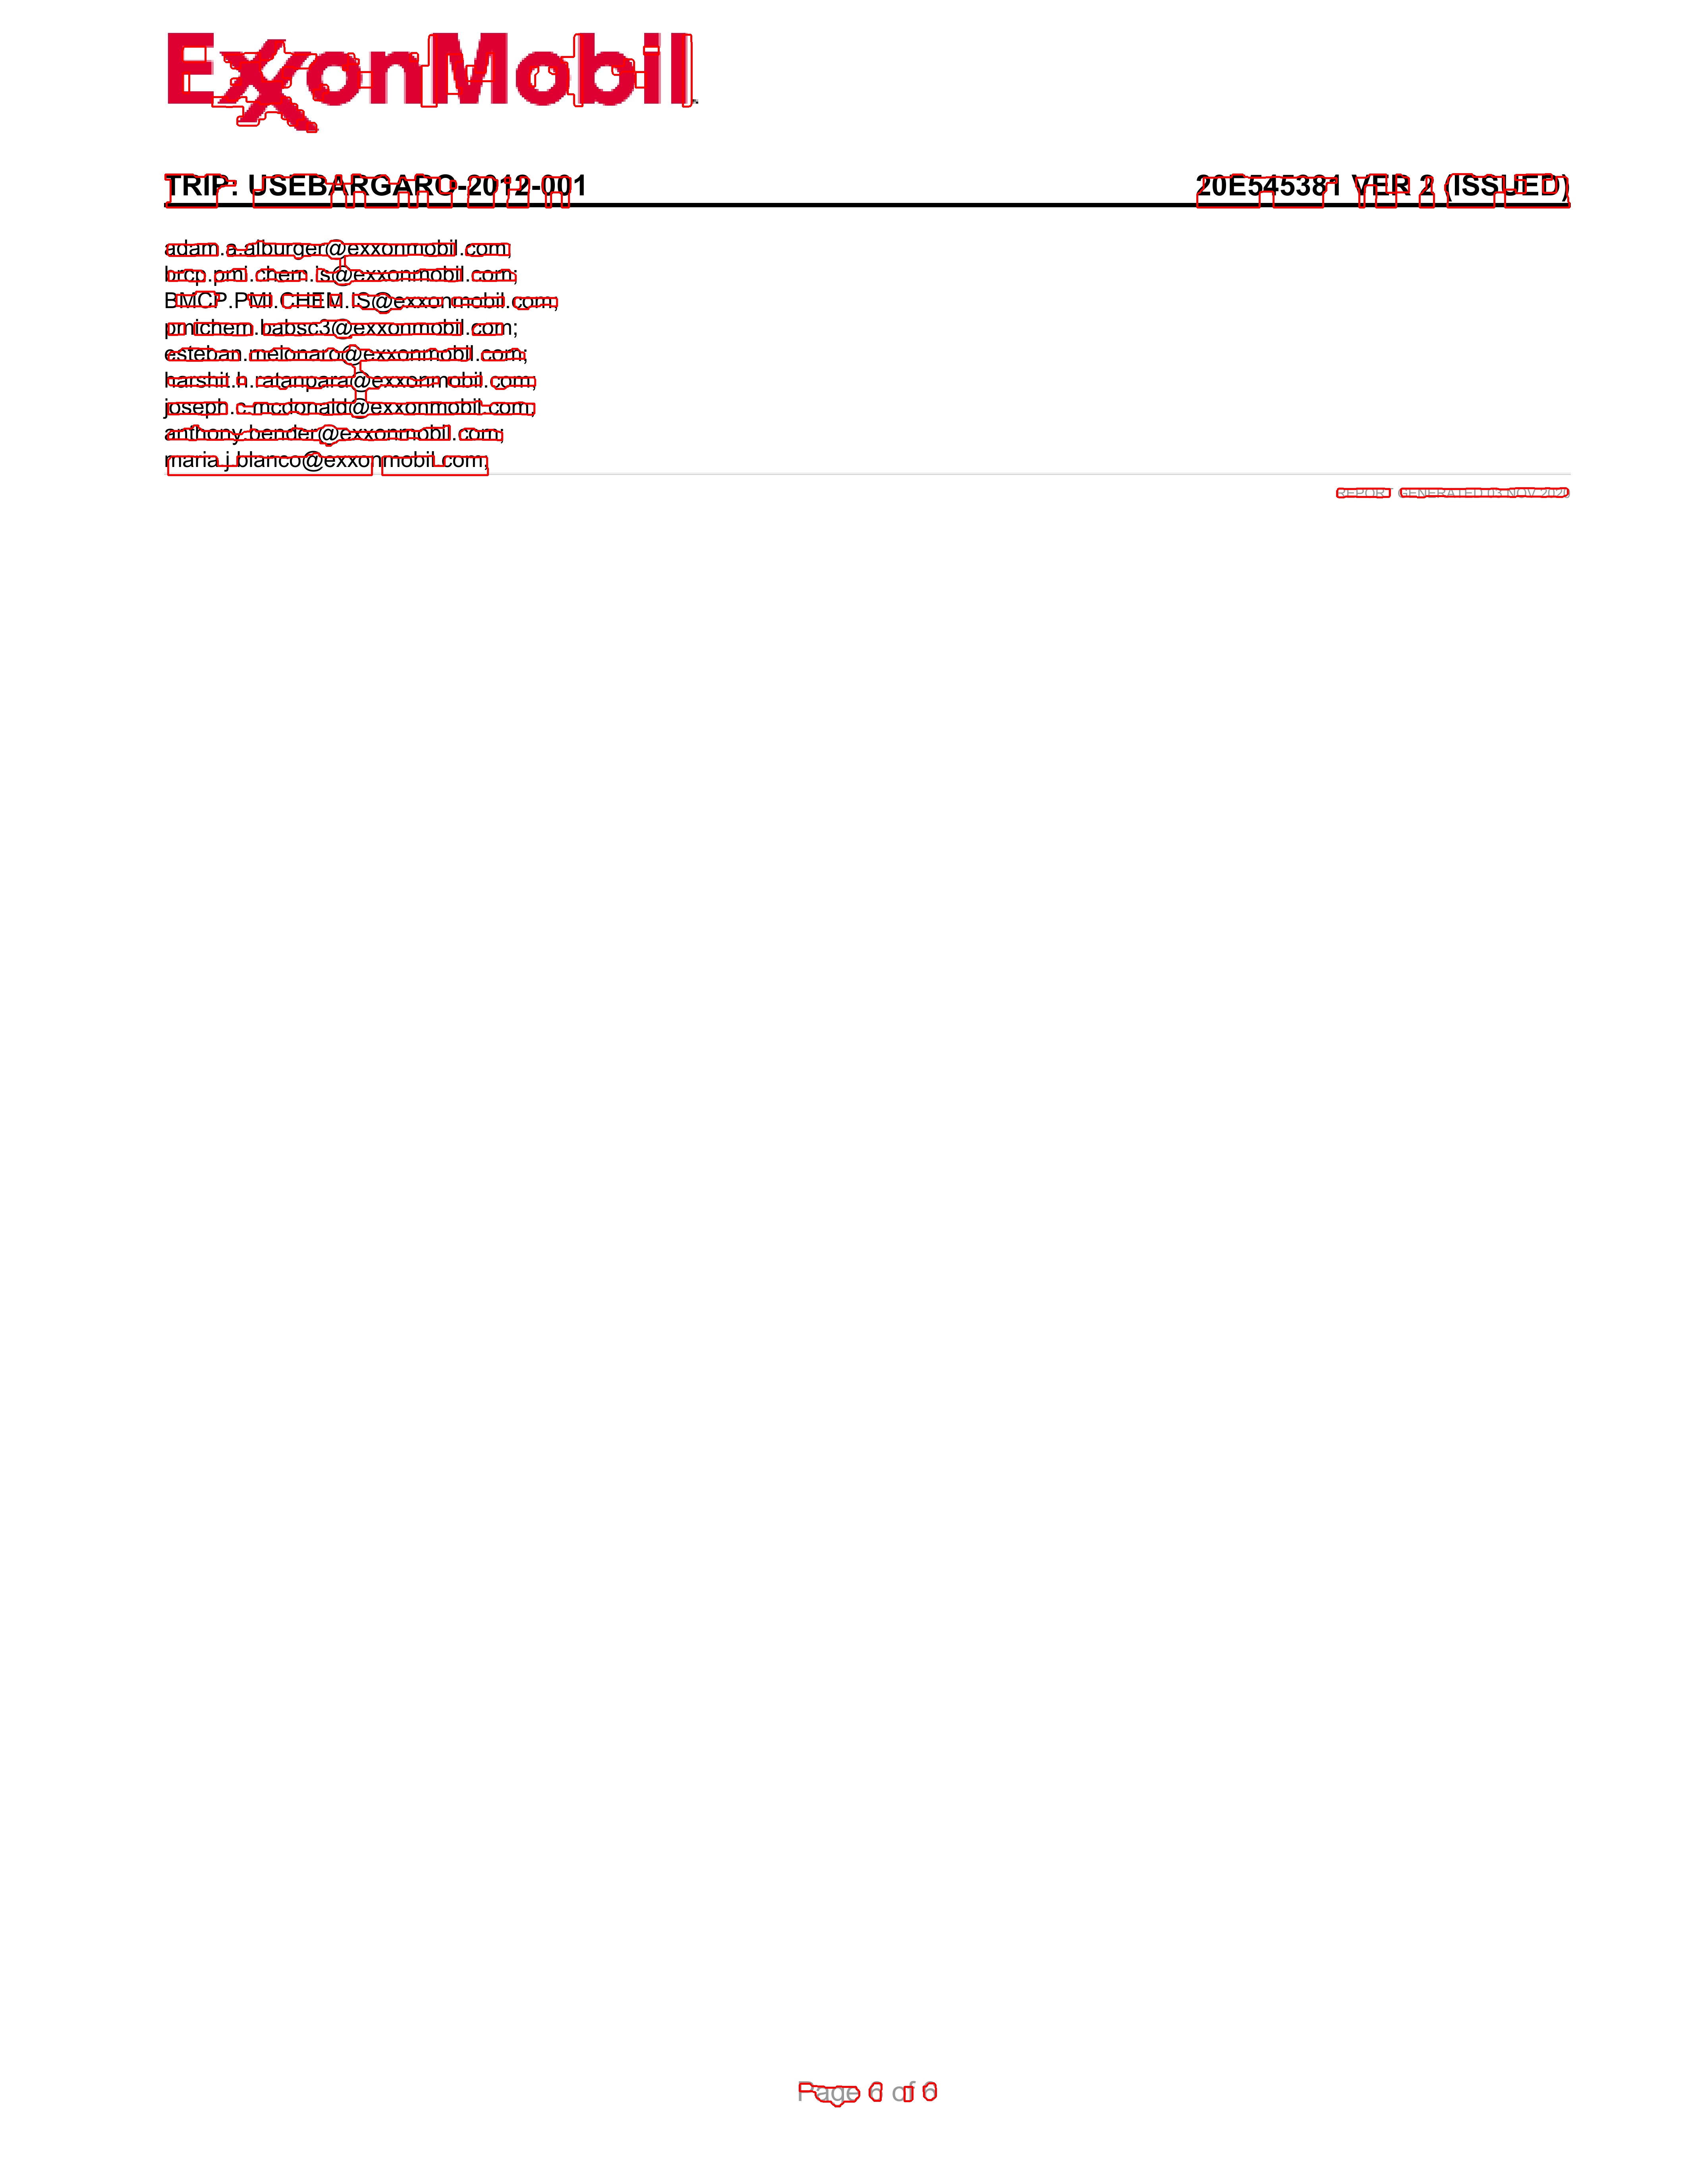 ExxonMobil
TRIP: USEBARGARO-2012-001 20E545381 VER 2 (ISSUED)
adam.a.alburger@exxonmobil.com;
brcp.pmi.chem.is@exxonmobil.com;
BMCP.PMI.CHEM.IS@exxonmobil.com;
pmichem.babsc3@exxonmobil.com;
esteban.melonaro@exxonmobil.com;
harshit.h.ratanpara@exxonmobil.com;
joseph.c.mcdonald@exxonmobil.com;
anthony.bender@exxonmobil.com;
maria.j.blanco@exxonmobil.com;
REPORT GENERATED 03 NOV 2020
Page 6 of 6